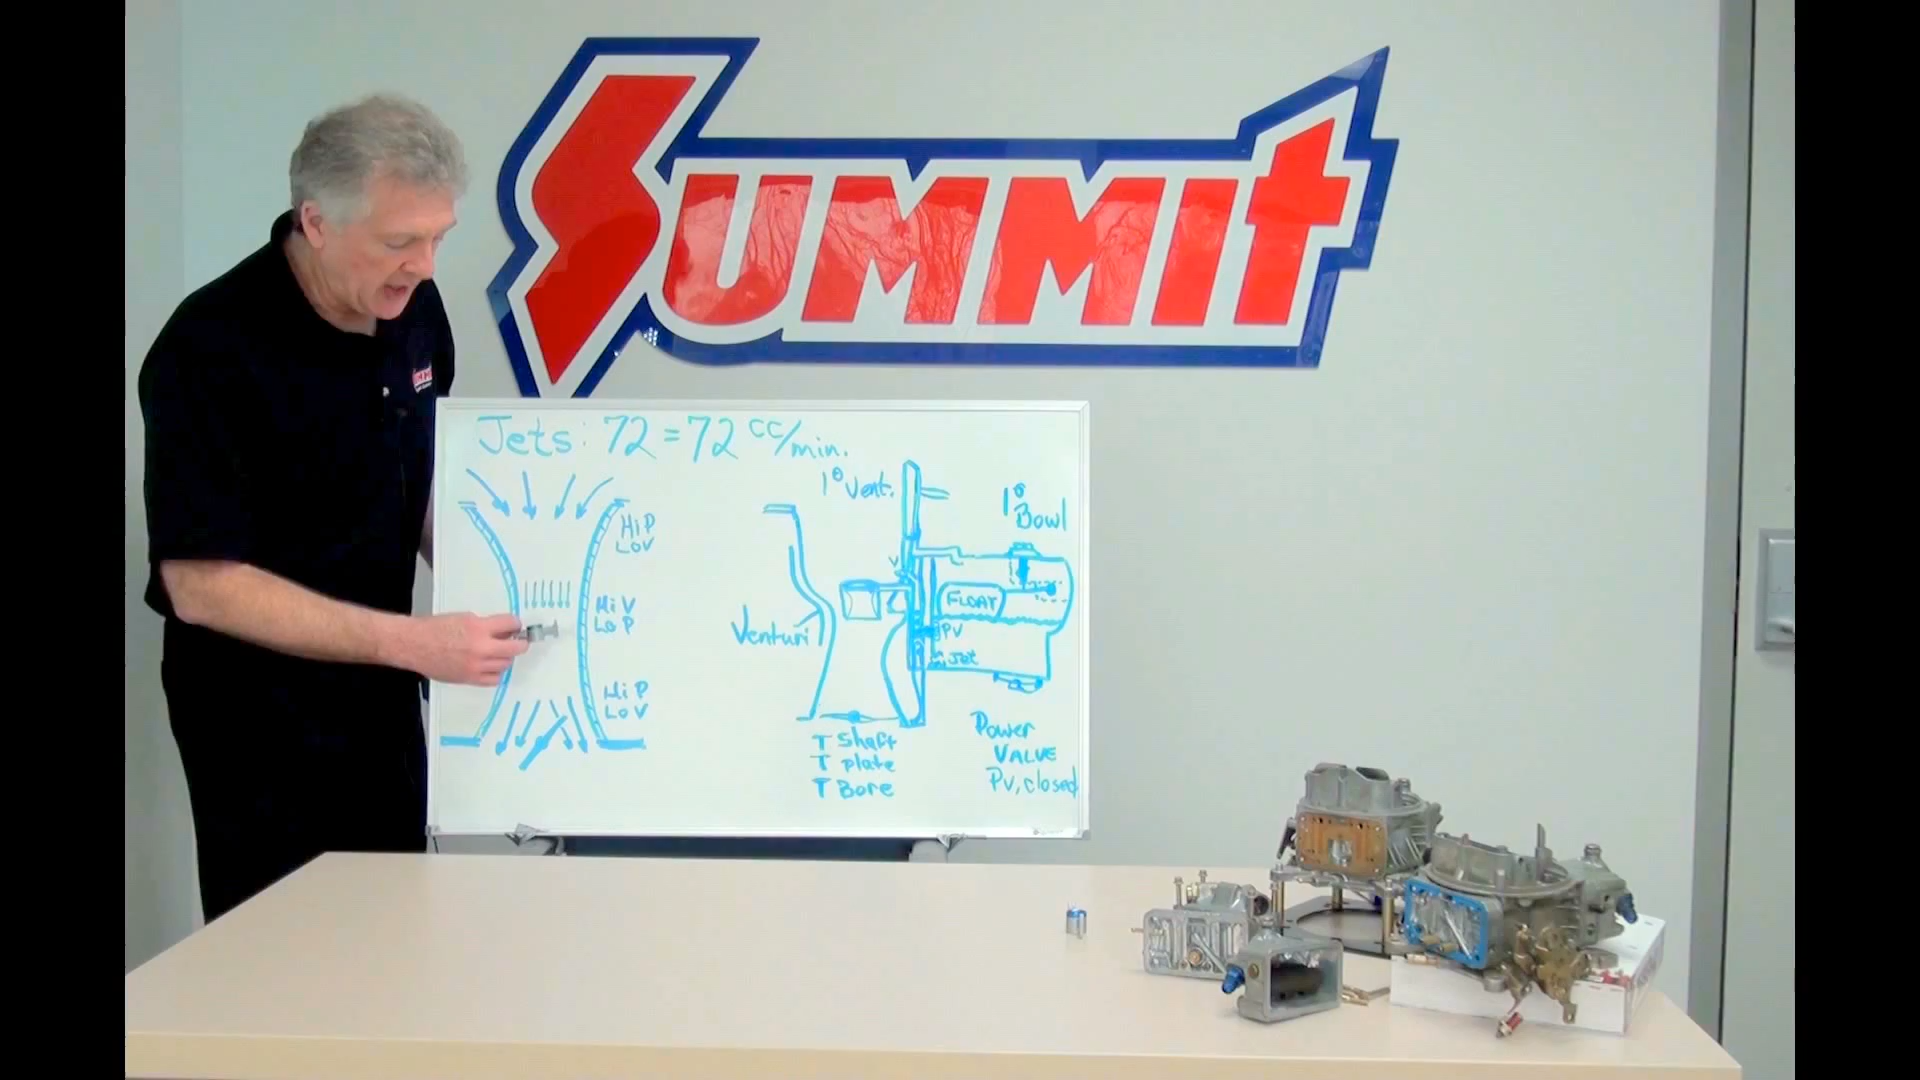 SUMMIT
Jets: 72 = 72 cc/min.
Hi P
Lo V
Hi V
Lo P
Hi P
Lo V
1° Vent.
1°
Bowl
V
FLOAT
PV
Jet
Venturi
T Shaft
T plate
T Bore
Power
VALVE
PV, closed